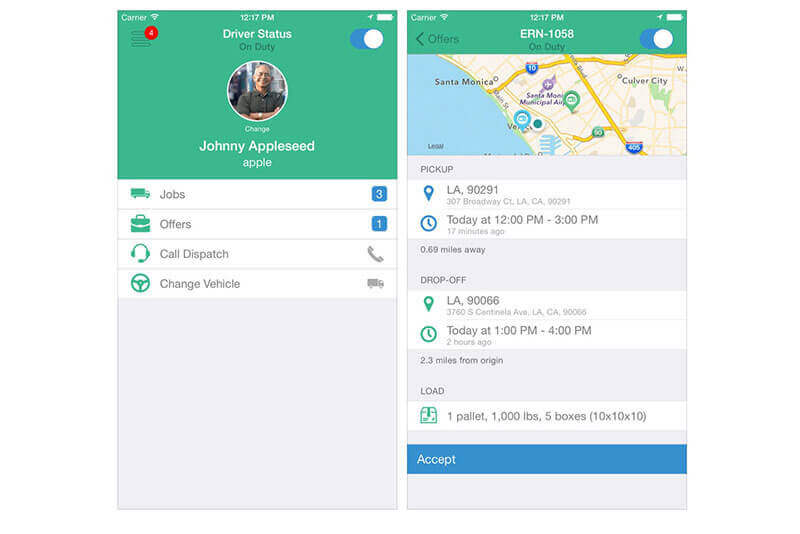 Carrier 12:17 PM
4
Driver Status
On Duty
Change
Johnny Appleseed
apple
Jobs 3
Offers 1
Call Dispatch
Change Vehicle
Carrier 12:17 PM
Offers
ERN-1058
On Duty
10
Santa Monica
Culver City
Santa Mon
Municipal Air
Main St
90
405
Legal
PICKUP
LA, 90291
307 Broadway Ct, LA, CA, 90291
Today at 12:00 PM - 3:00 PM
17 minutes ago
0.69 miles away
DROP-OFF
LA, 90066
3760 S Centinela Ave, LA, CA, 90066
Today at 1:00 PM - 4:00 PM
2 hours ago
2.3 miles from origin
LOAD
1 pallet, 1,000 lbs, 5 boxes (10x10x10)
Accept